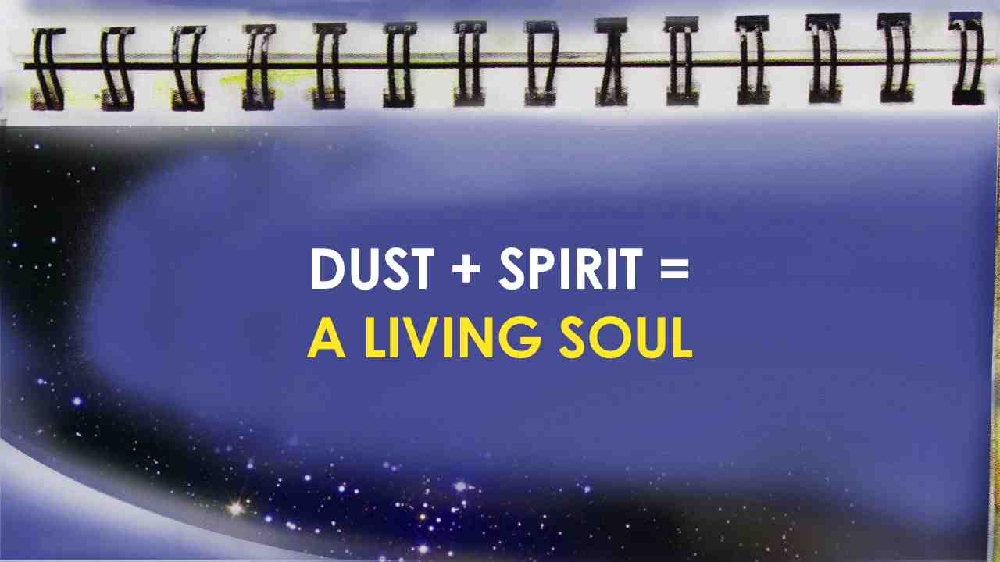 DUST + SPIRIT =
A LIVING SOUL